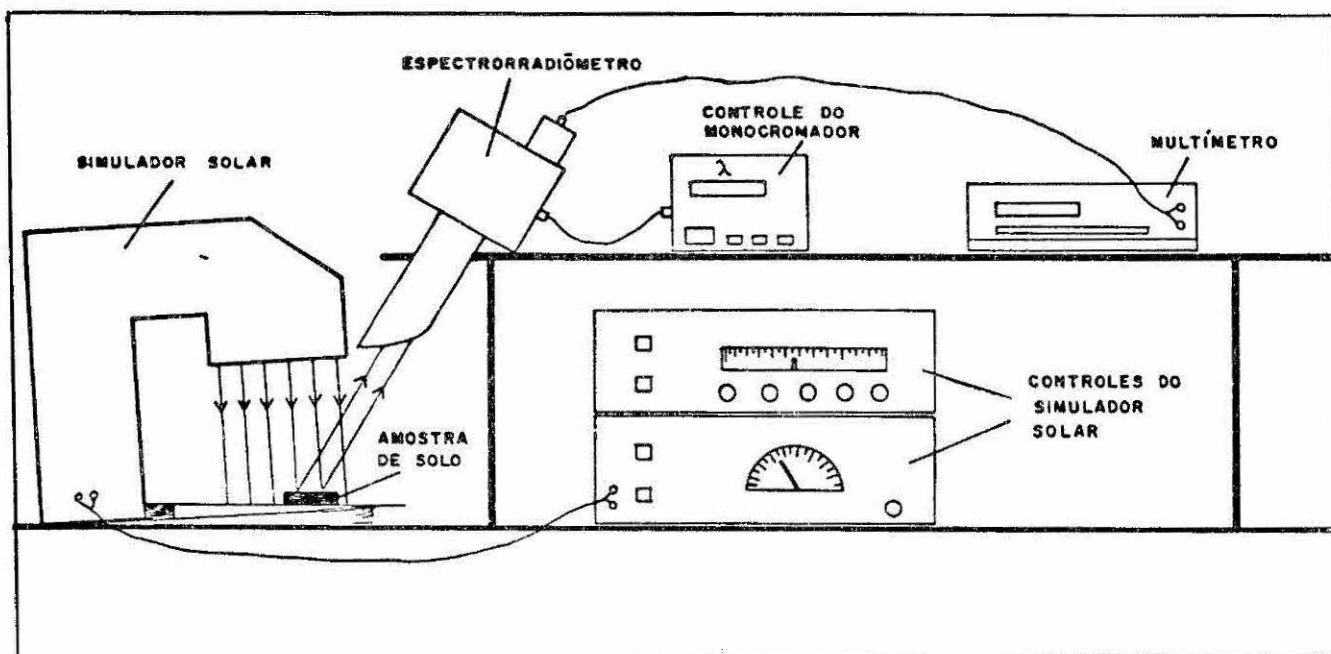 ESPECTRORRADIÔMETRO
CONTROLE DO
MONOCROMADOR
λ
MULTÍMETRO
SIMULADOR SOLAR
CONTROLES DO
SIMULADOR
SOLAR
AMOSTRA
DE SOLO